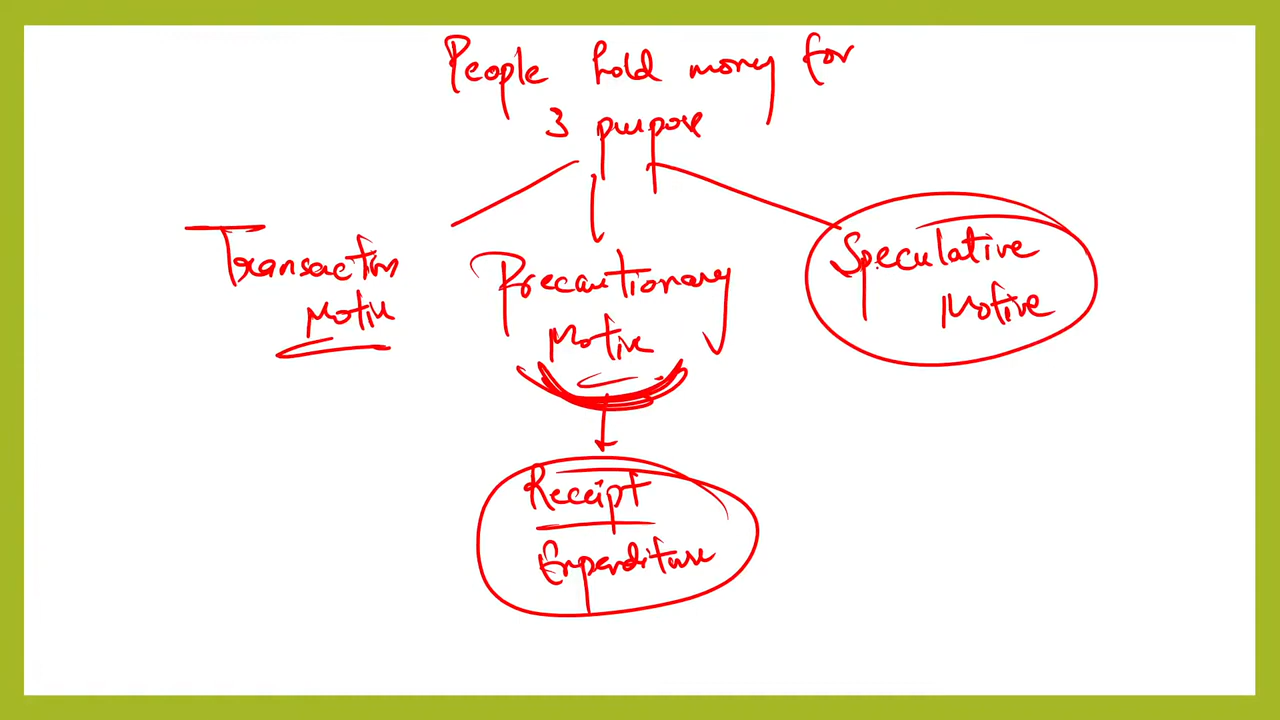 People hold money for
3 purpose
Transaction
Motive
Precautionary
Motive
Speculative
Motive
Receipt
Expenditure